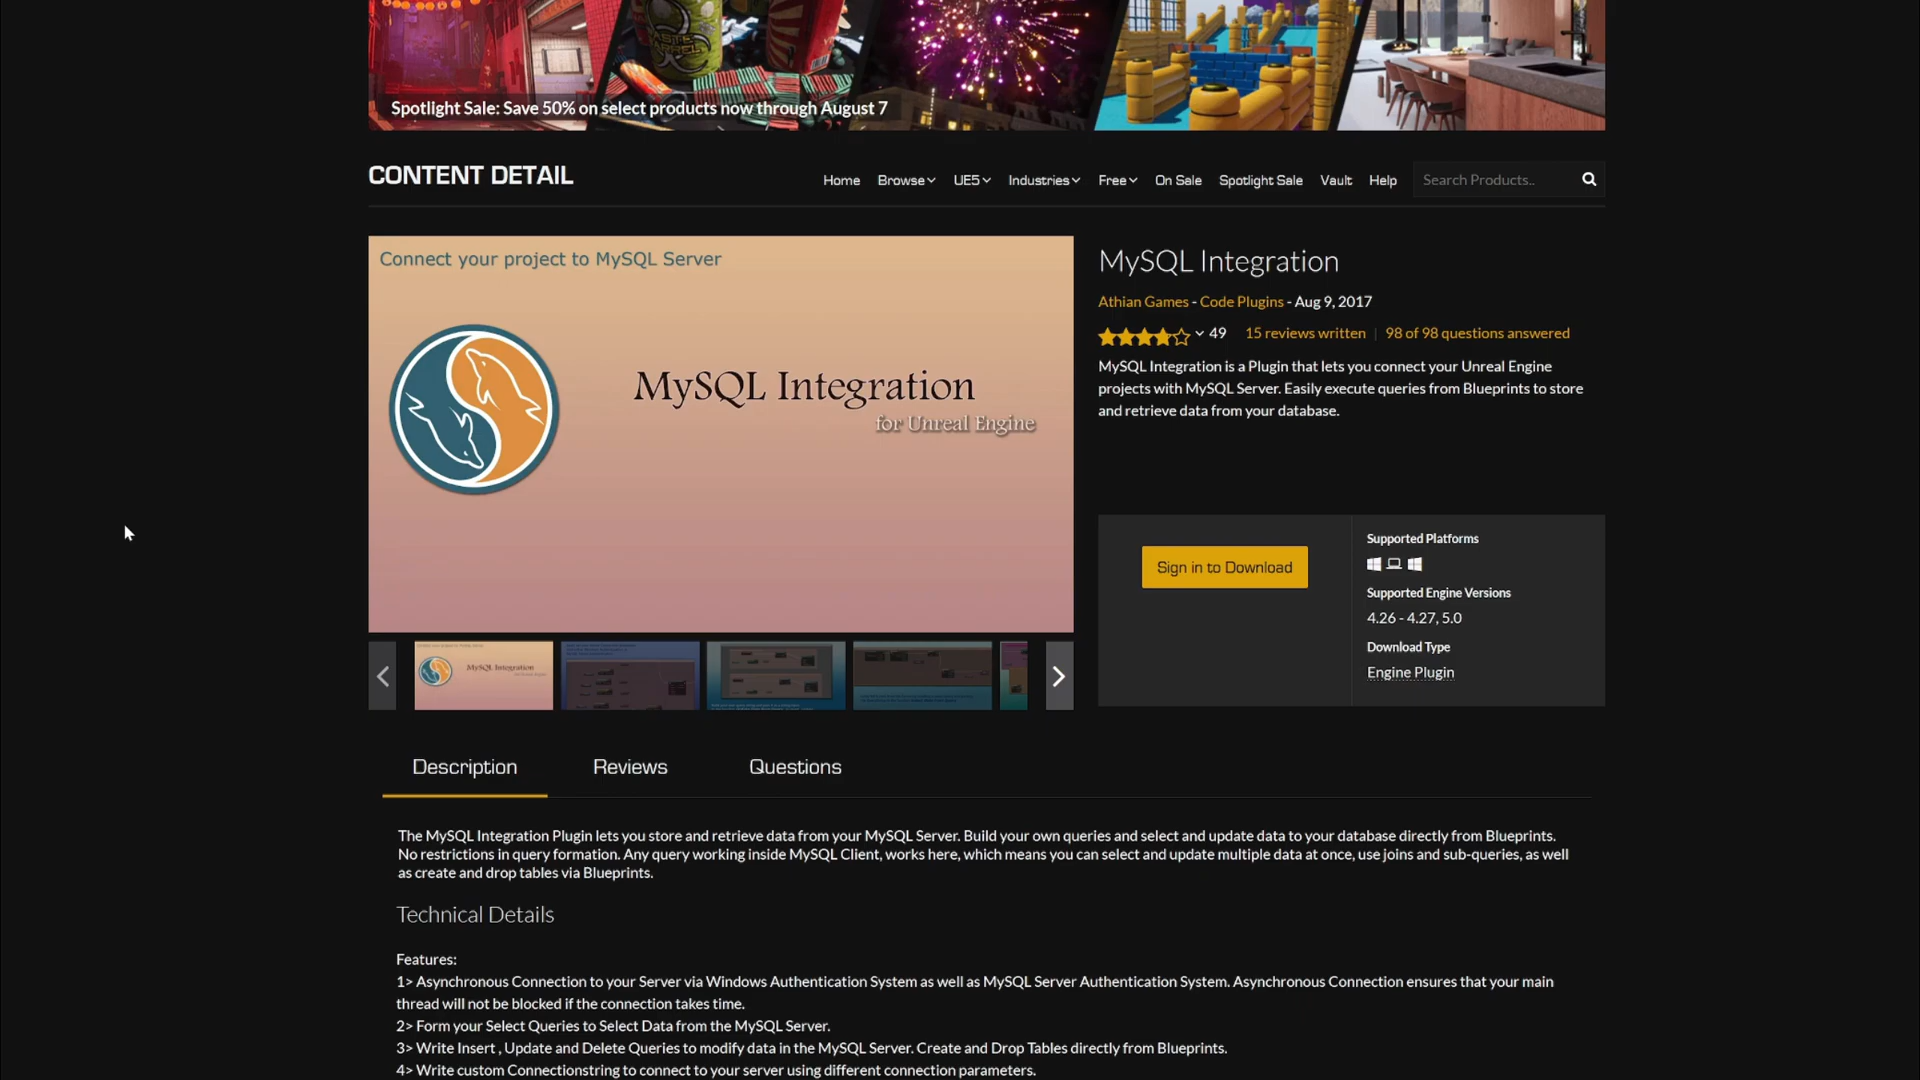 Spotlight Sale: Save 50% on select products now through August 7
CONTENT DETAIL
Home
Browse
UE5
Industries
Free
On Sale
Spotlight Sale
Vault
Help
Search Products..
Connect your project to MySQL Server
MySQL Integration
for Unreal Engine
MySQL Integration
Athian Games - Code Plugins - Aug 9, 2017
49 15 reviews written | 98 of 98 questions answered
MySQL Integration is a Plugin that lets you connect your Unreal Engine
projects with MySQL Server. Easily execute queries from Blueprints to store
and retrieve data from your database.
Sign in to Download
Supported Platforms
Supported Engine Versions
4.26 - 4.27, 5.0
Download Type
Engine Plugin
MySQL Integration
Description
Reviews
Questions
The MySQL Integration Plugin lets you store and retrieve data from your MySQL Server. Build your own queries and select and update data to your database directly from Blueprints.
No restrictions in query formation. Any query working inside MySQL Client, works here, which means you can select and update multiple data at once, use joins and sub-queries, as well
as create and drop tables via Blueprints.
Technical Details
Features:
1> Asynchronous Connection to your Server via Windows Authentication System as well as MySQL Server Authentication System. Asynchronous Connection ensures that your main
thread will not be blocked if the connection takes time.
2> Form your Select Queries to Select Data from the MySQL Server.
3> Write Insert , Update and Delete Queries to modify data in the MySQL Server. Create and Drop Tables directly from Blueprints.
4> Write custom Connectionstring to connect to your server using different connection parameters.